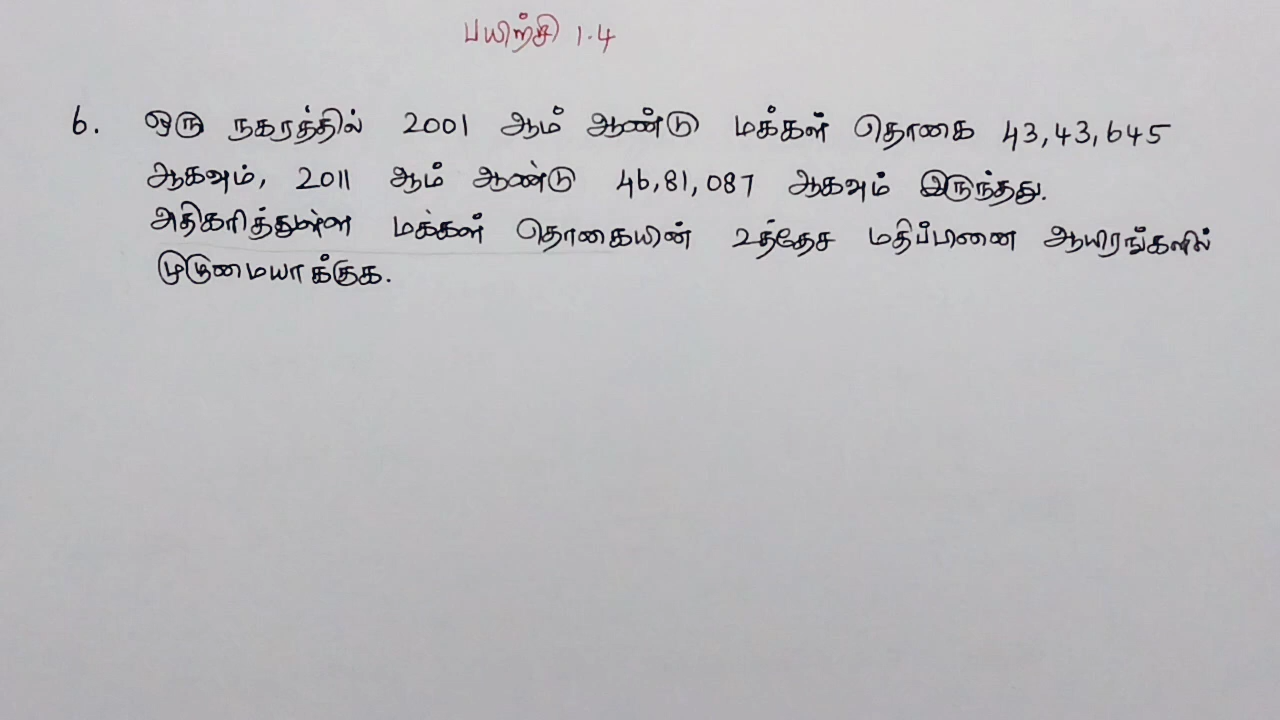 பயிற்சி 1.4
6. ஒரு நகரத்தில் 2001 ஆம் ஆண்டு மக்கள் தொகை 43,43,645
ஆகவும், 2011 ஆம் ஆண்டு 46,81,087 ஆகவும் இருந்தது.
அதிகரித்துள்ள மக்கள் தொகையின் உத்தேச மதிப்பினை ஆயிரங்களில்
முழுமையாக்குக.